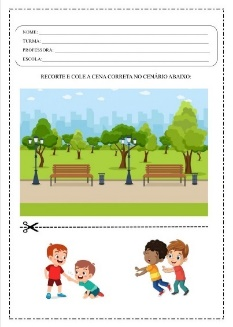 NOME:
TURMA:
PROFESSORA:
ESCOLA:
RECORTE E COLE A CENA CORRETA NO CENÁRIO ABAIXO: